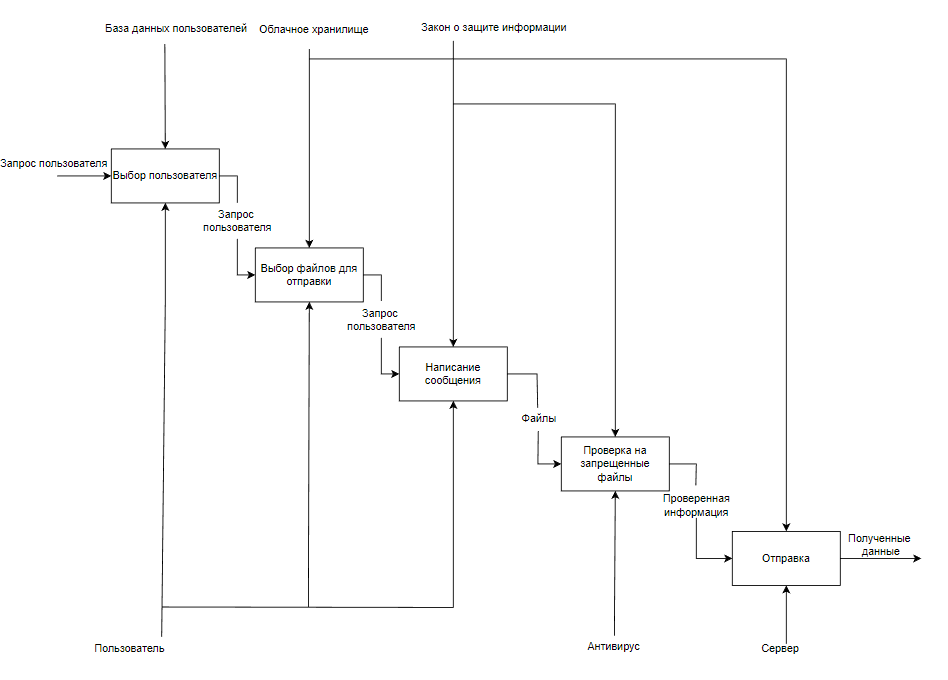 База данных пользователей
Облачное хранилище
Закон о защите информации
Запрос пользователя
Выбор пользователя
Запрос
пользователя
Выбор файлов для
отправки
Запрос
пользователя
Написание
сообщения
Файлы
Проверка на
запрещенные
файлы
Проверенная
информация
Отправка
Полученные
данные
Пользователь
Антивирус
Сервер